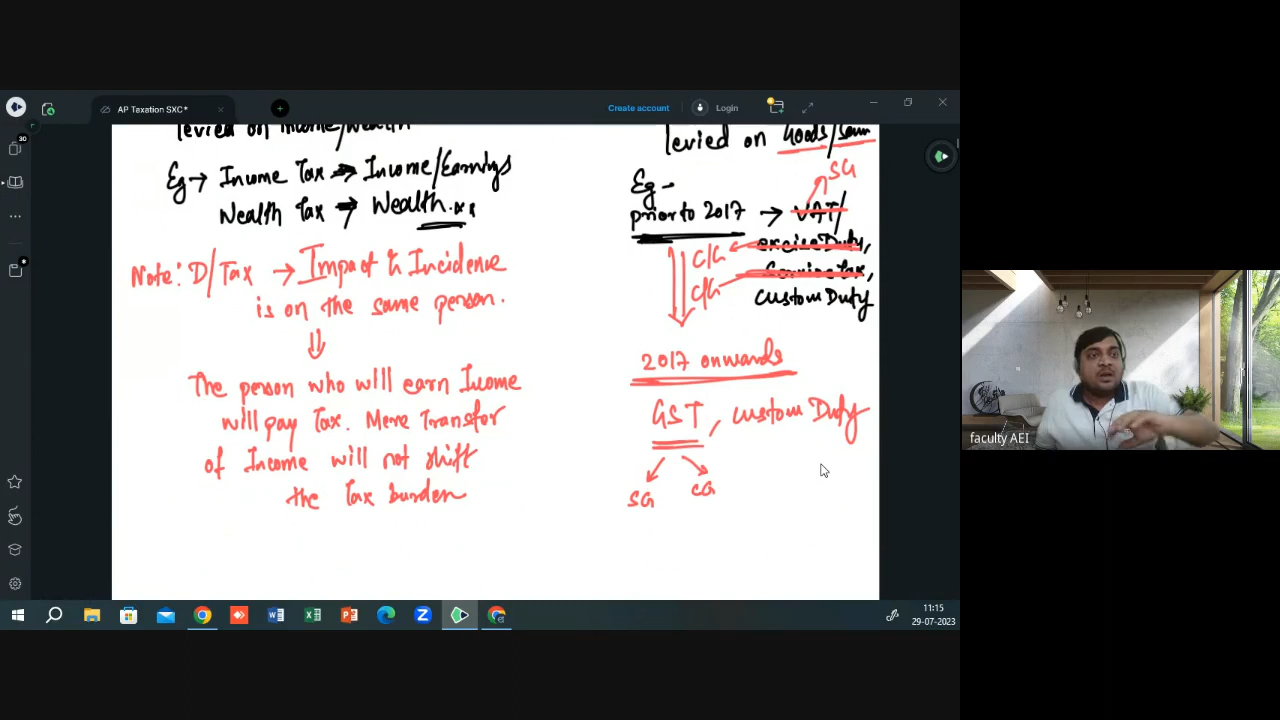 AP Taxation SXC*
Create account
Login
30
levied on Income/Wealth
Eg → Income Tax → Income/Earnings
Wealth Tax → Wealth.
Note: D/Tax → Impact & Incidence
is on the same person.
The person who will earn Income
will pay Tax. Mere Transfer
of Income will not shift
the Tax burden
levied on Goods/
SG
Eg -
prior to 2017 → VAT/
C/G excise Duty,
C/G Service Tax,
custom Duty
2017 onwards
GST, custom Duty
SG CG
faculty AEI
11:15
29-07-2023